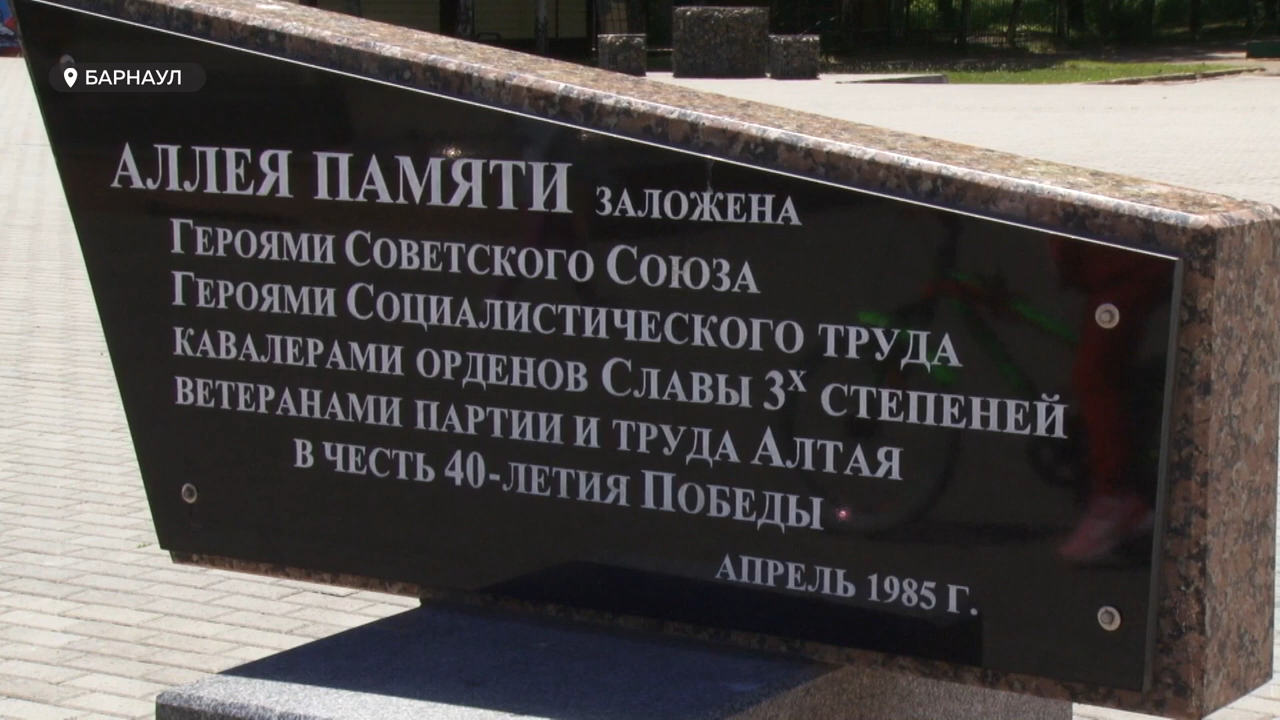 БАРНАУЛ
АЛЛЕЯ ПАМЯТИ ЗАЛОЖЕНА
ГЕРОЯМИ СОВЕТСКОГО СОЮЗА
ГЕРОЯМИ СОЦИАЛИСТИЧЕСКОГО ТРУДА
КАВАЛЕРАМИ ОРДЕНОВ СЛАВЫ 3Х СТЕПЕНЕЙ
ВЕТЕРАНАМИ ПАРТИИ И ТРУДА АЛТАЯ
В ЧЕСТЬ 40-ЛЕТИЯ ПОБЕДЫ
АПРЕЛЬ 1985 Г.